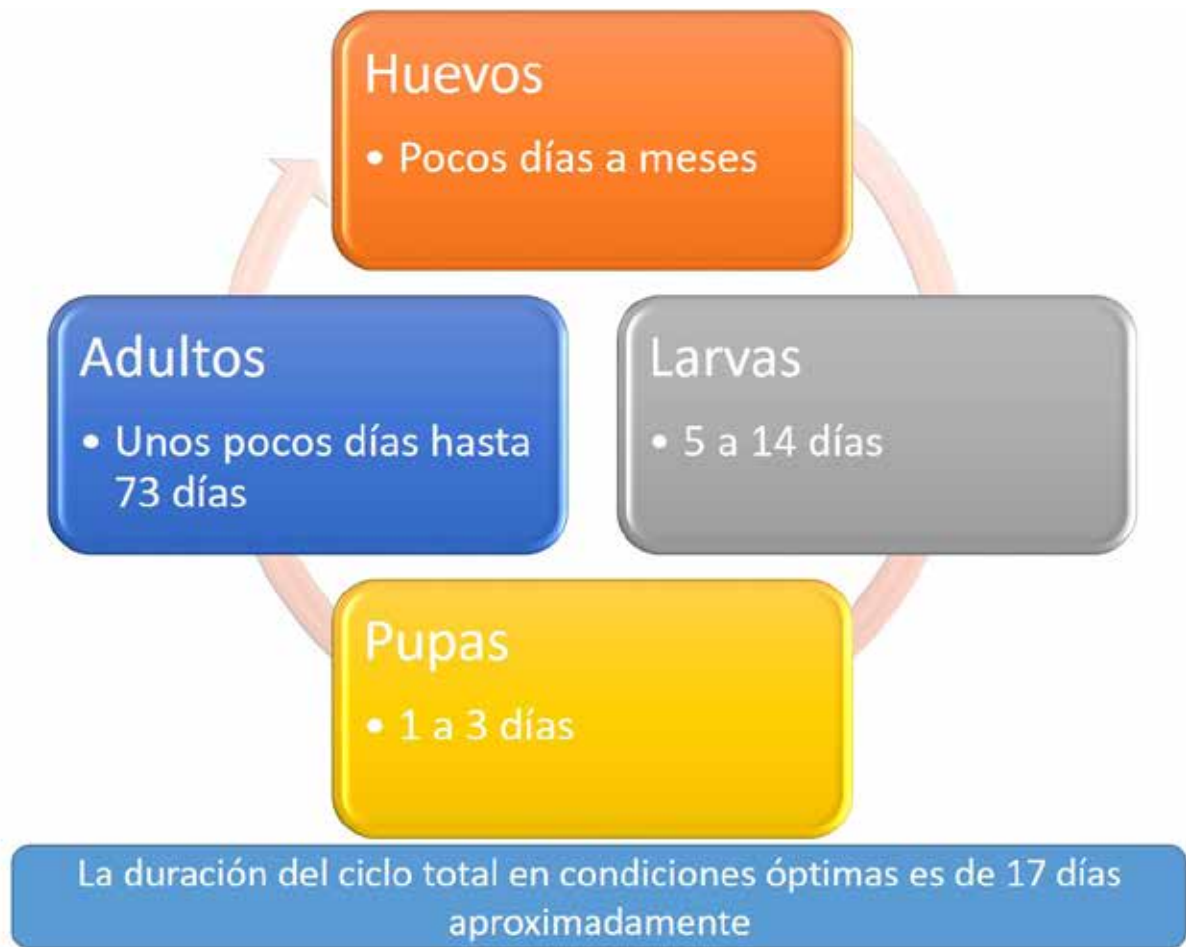 Huevos
• Pocos días a meses
Adultos
• Unos pocos días hasta
73 días
Larvas
• 5 a 14 días
Pupas
• 1 a 3 días
La duración del ciclo total en condiciones óptimas es de 17 días
aproximadamente